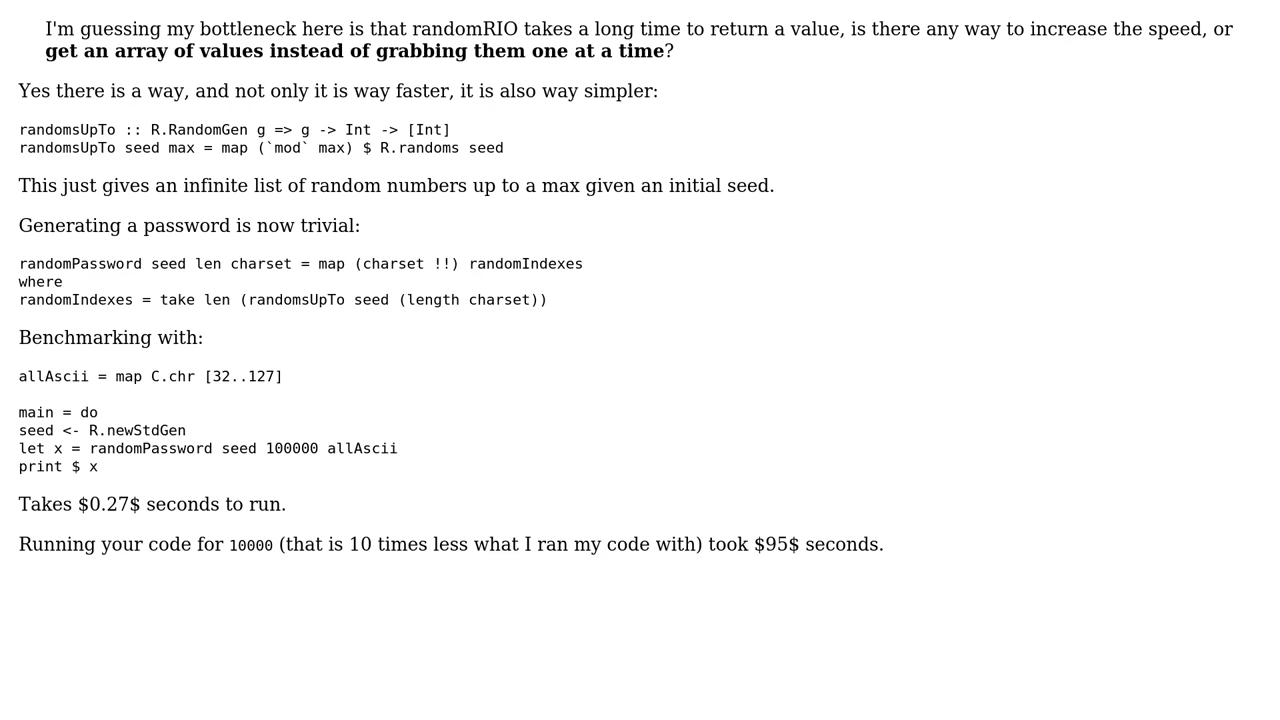 I'm guessing my bottleneck here is that randomRIO takes a long time to return a value, is there any way to increase the speed, or
get an array of values instead of grabbing them one at a time?
Yes there is a way, and not only it is way faster, it is also way simpler:
randomsUpTo :: R.RandomGen g => g -> Int -> [Int]
randomsUpTo seed max = map (`mod` max) $ R.randoms seed
This just gives an infinite list of random numbers up to a max given an initial seed.
Generating a password is now trivial:
randomPassword seed len charset = map (charset !!) randomIndexes
where
randomIndexes = take len (randomsUpTo seed (length charset))
Benchmarking with:
allAscii = map C.chr [32..127]
main = do
seed <- R.newStdGen
let x = randomPassword seed 100000 allAscii
print $ x
Takes $0.27$ seconds to run.
Running your code for 10000 (that is 10 times less what I ran my code with) took $95$ seconds.